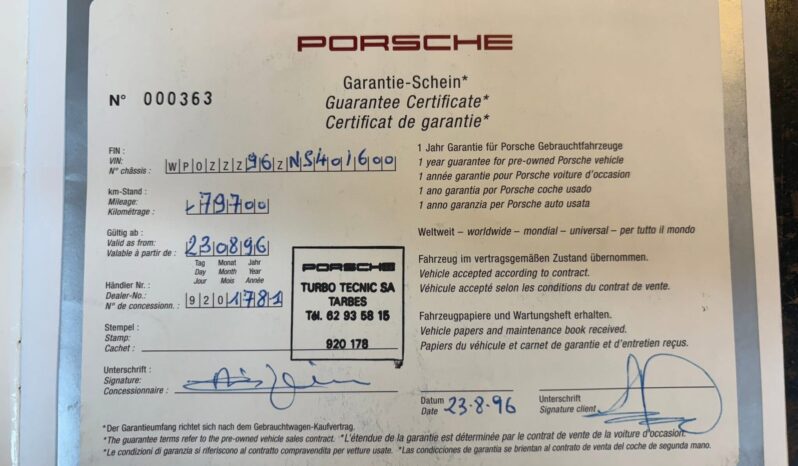 PORSCHE
N° 000363
Garantie-Schein*
Guarantee Certificate*
Certificat de garantie*
FIN :
VIN:
N° châssis : WPOZZZ96ZNS401600
km-Stand :
Mileage:
Kilométrage : 79700
Gültig ab :
Valid as from:
Valable à partir de : 230896
Tag Monat Jahr
Day Month Year
Jour Mois Année
Händler Nr :
Dealer-No.:
N° de concessionn. : 9201781
Stempel :
Stamp:
Cachet :
PORSCHE
TURBO TECNIC SA
TARBES
Tél. 62 93 58 15
920 178
Unterschrift :
Signature:
Concessionnaire :
1 Jahr Garantie für Porsche Gebrauchtfahrzeuge
1 year guarantee for pre-owned Porsche vehicle
1 année garantie pour Porsche voiture d'occasion
1 ano garantia por Porsche coche usado
1 anno garanzia per Porsche auto usata
Weltweit – worldwide – mondial – universal – per tutto il mondo
Fahrzeug im vertragsgemäßen Zustand übernommen.
Vehicle accepted according to contract.
Véhicule accepté selon les conditions du contrat de vente.
Fahrzeugpapiere und Wartungsheft erhalten.
Vehicle papers and maintenance book received.
Papiers du véhicule et carnet de garantie et d'entretien reçus.
Datum
Date 23.8.96
Unterschrift
Signature client
*Der Garantieumfang richtet sich nach dem Gebrauchtwagen-Kaufvertrag.
*The guarantee terms refer to the pre-owned vehicle sales contract. *L'étendue de la garantie est déterminée par le contrat de vente de la voiture d'occasion.
*Le condizioni di garanzia si riferiscono al contratto compravendita per vetture usate. *Las condicciones de garantía se brientan al contrato de venta del coche de segunda mano.